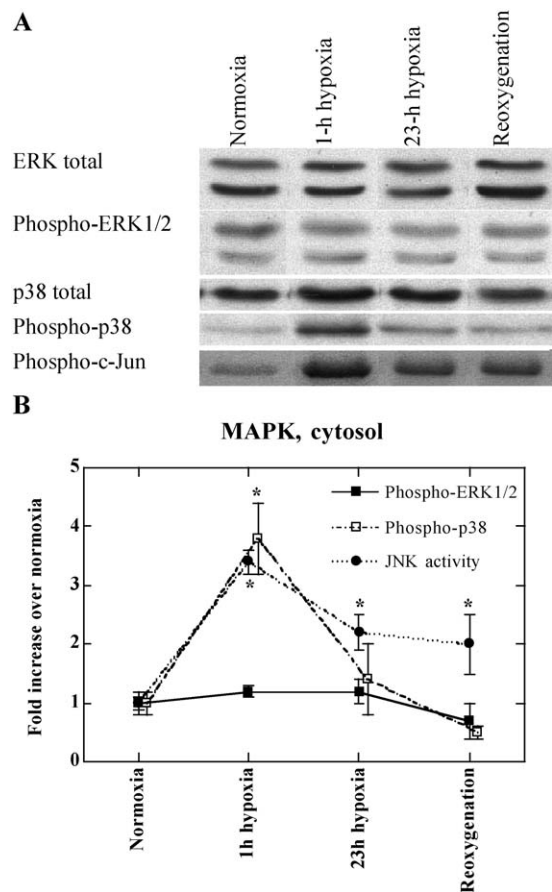 A
Normoxia
1-h hypoxia
23-h hypoxia
Reoxygenation
ERK total
Phospho-ERK1/2
p38 total
Phospho-p38
Phospho-c-Jun
B
MAPK, cytosol
Fold increase over normoxia
5
4
3
2
1
0
Phospho-ERK1/2
Phospho-p38
JNK activity
*
*
*
*
Normoxia
1h hypoxia
23h hypoxia
Reoxygenation